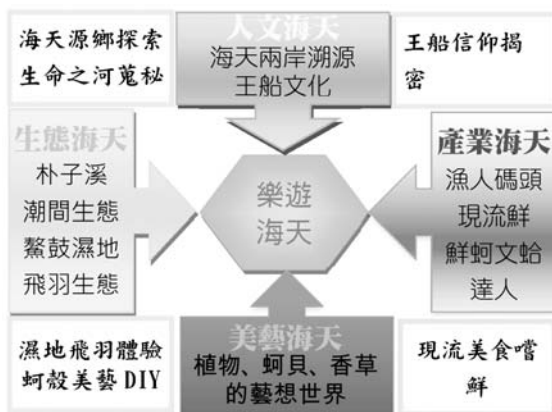 海天源鄉探索
生命之河蒐秘
人文海天
海天兩岸溯源
王船文化
王船信仰揭
密
生態海天
朴子溪
潮間生態
鰲鼓濕地
飛羽生態
樂遊
海天
產業海天
漁人碼頭
現流鮮
鮮蚵文蛤
達人
濕地飛羽體驗
蚵殼美藝DIY
美藝海天
植物、蚵貝、香草
的藝想世界
現流美食嚐
鮮